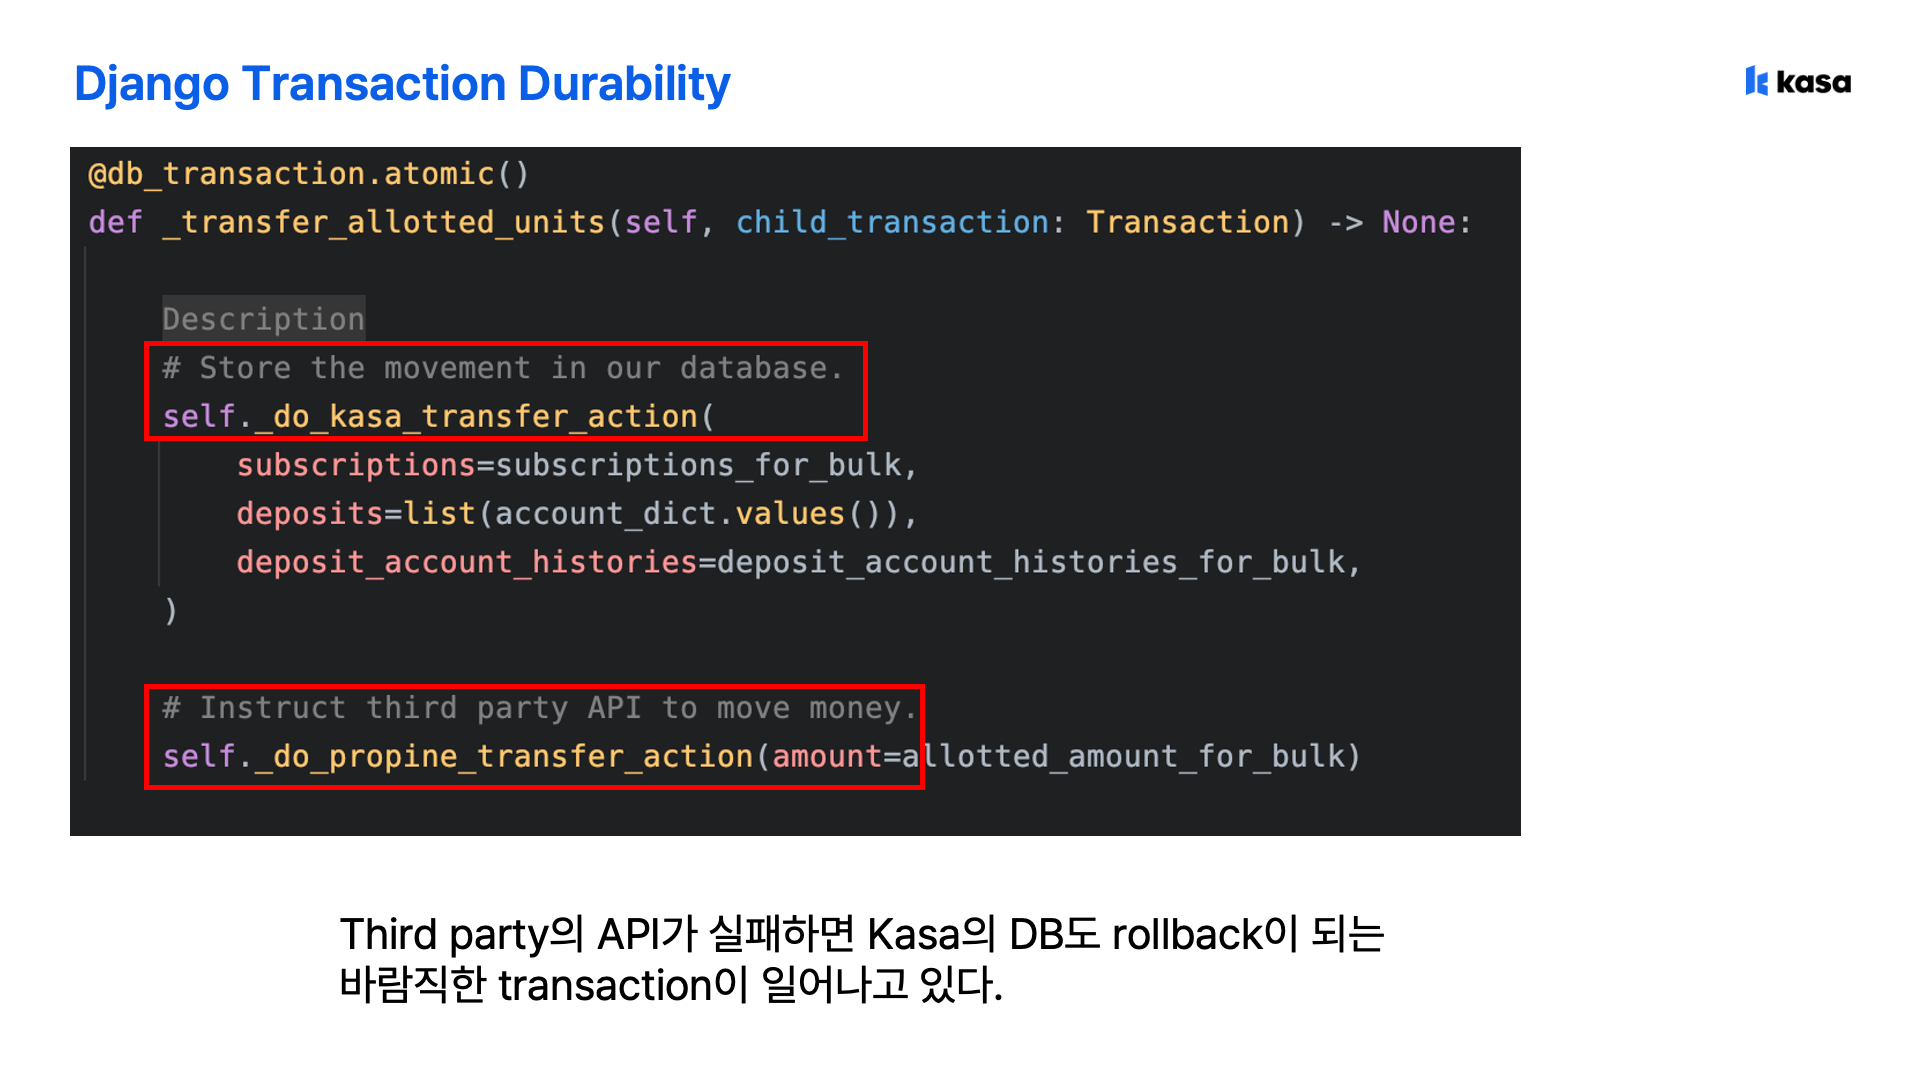 Django Transaction Durability
kasa
@db_transaction.atomic()
def _transfer_allotted_units(self, child_transaction: Transaction) -> None:
Description
# Store the movement in our database.
self._do_kasa_transfer_action(
subscriptions=subscriptions_for_bulk,
deposits=list(account_dict.values()),
deposit_account_histories=deposit_account_histories_for_bulk,
)
# Instruct third party API to move money.
self._do_propine_transfer_action(amount=allotted_amount_for_bulk)
Third party의 API가 실패하면 Kasa의 DB도 rollback이 되는
바람직한 transaction이 일어나고 있다.